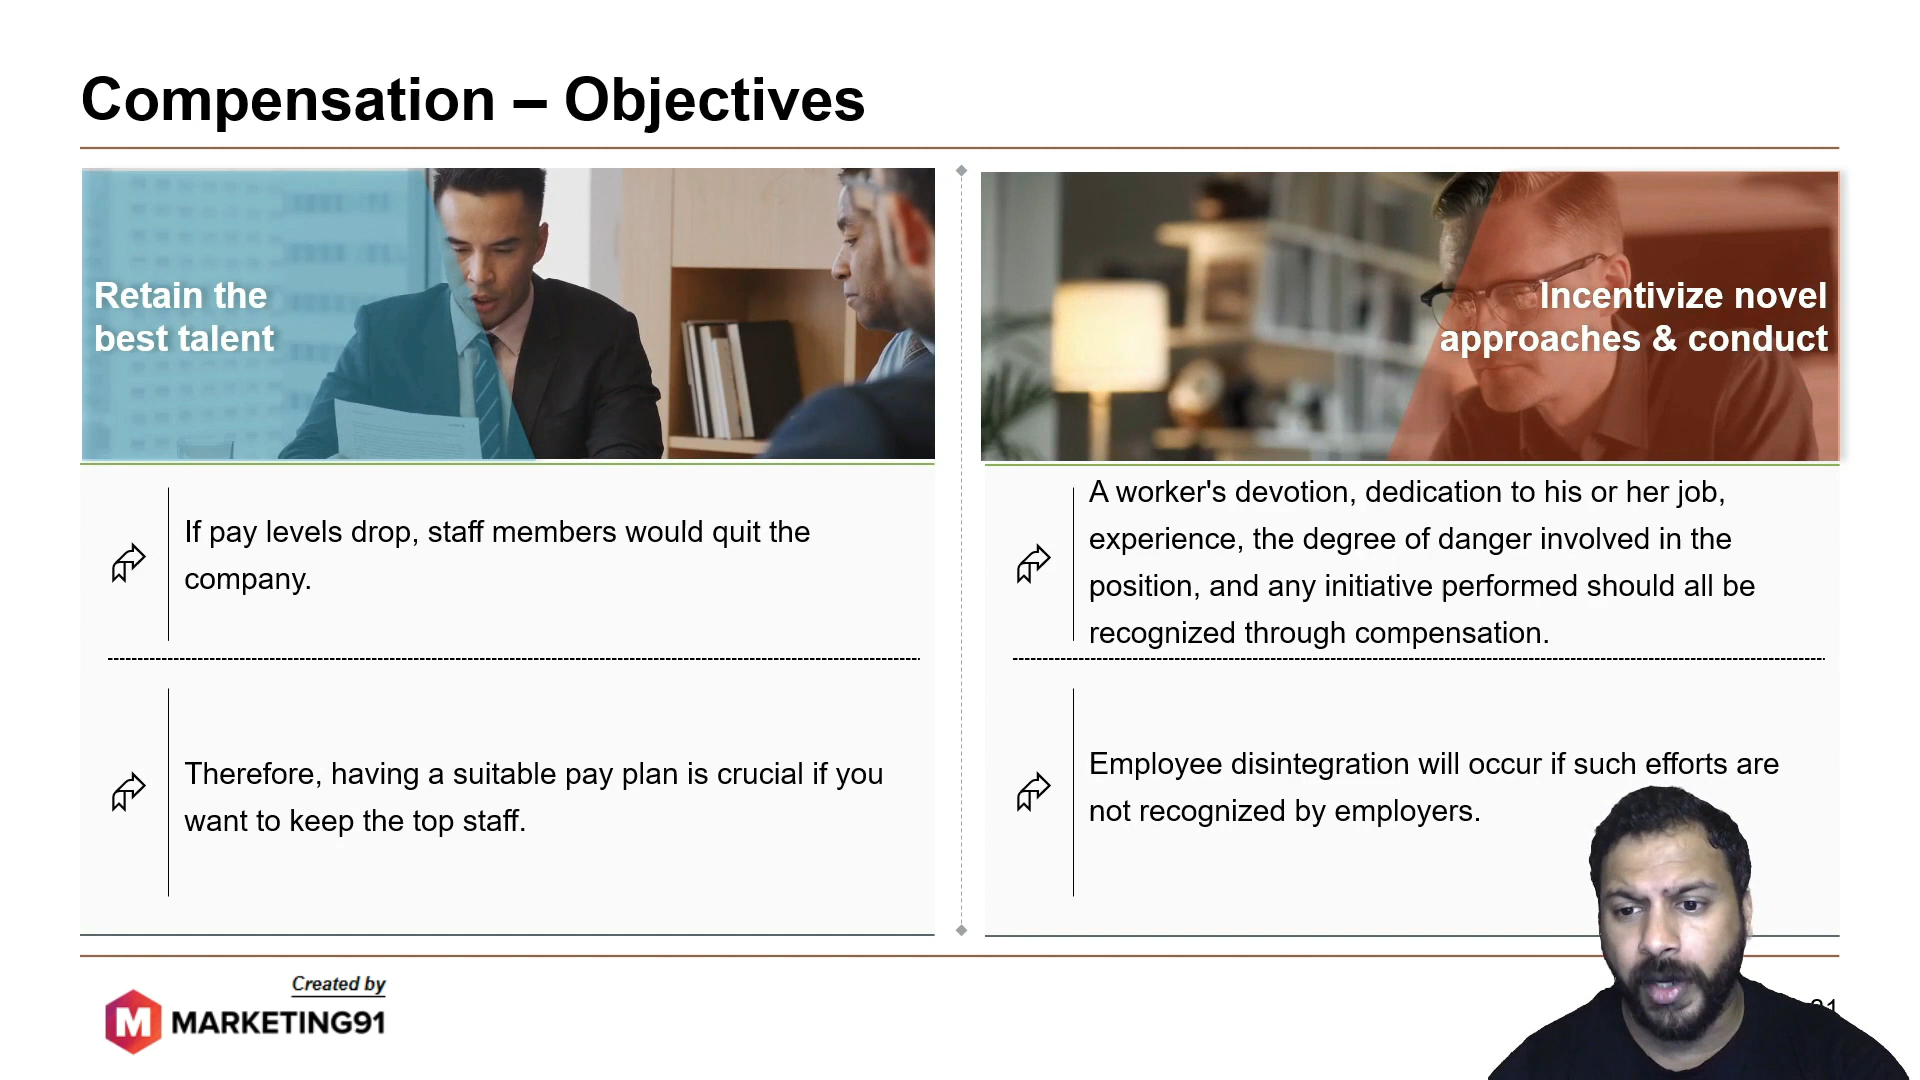 Compensation – Objectives
Retain the
best talent
Incentivize novel
approaches & conduct
If pay levels drop, staff members would quit the
company.
Therefore, having a suitable pay plan is crucial if you
want to keep the top staff.
A worker's devotion, dedication to his or her job,
experience, the degree of danger involved in the
position, and any initiative performed should all be
recognized through compensation.
Employee disintegration will occur if such efforts are
not recognized by employers.
Created by
M MARKETING91